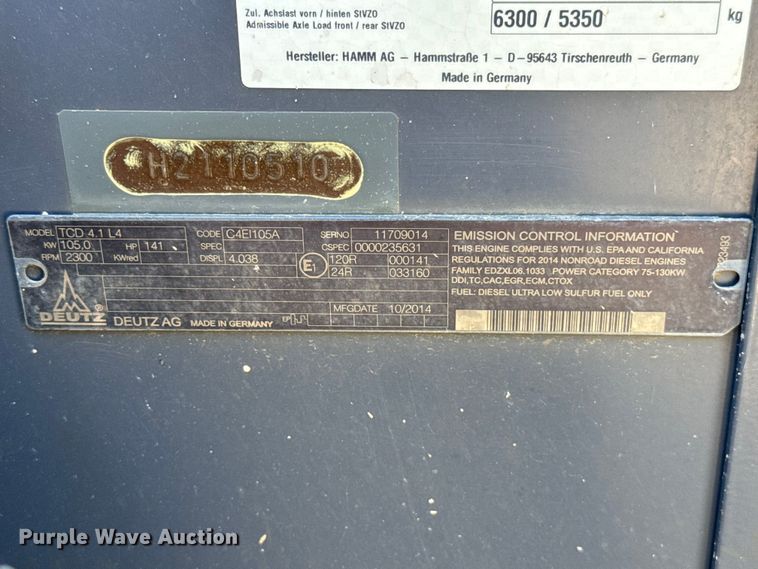 Zul. Achslast vorn / hinten StVZO
Admissible Axle Load front / rear StVZO
6300 / 5350
kg
Hersteller: HAMM AG – Hammstraße 1 – D – 95643 Tirschenreuth – Germany
Made in Germany
H2110510
MODEL TCD 4.1 L4 CODE C4EI105A SERNO 11709014
KW 105,0 HP 141 SPEC CSPEC 0000235631
RPM 2300 KWred DISPL 4.038 E1 120R 000141
24R 033160
MFGDATE 10/2014
DEUTZ
DEUTZ AG MADE IN GERMANY EP
EMISSION CONTROL INFORMATION
THIS ENGINE COMPLIES WITH U.S. EPA AND CALIFORNIA
REGULATIONS FOR 2014 NONROAD DIESEL ENGINES
FAMILY EDZXL06.1033 POWER CATEGORY 75-130KW
DDI,TC,CAC,EGR,ECM,CTOX
FUEL: DIESEL ULTRA LOW SULFUR FUEL ONLY
Purple Wave Auction